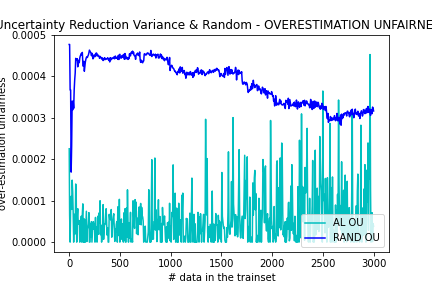 Uncertainty Reduction Variance & Random - OVERESTIMATION UNFAIRNE
0.0005
0.0004
0.0003
0.0002
0.0001
0.0000
over-estimation unfairness
AL OU
RAND OU
0 500 1000 1500 2000 2500 3000
# data in the trainset